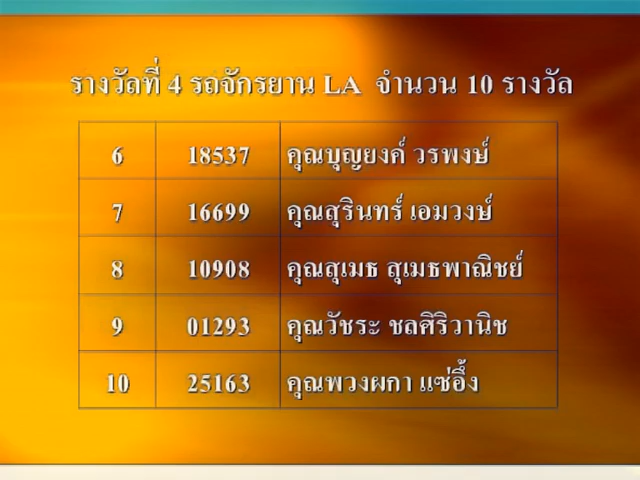 รางวัลที่ 4 รถจักรยาน LA จำนวน 10 รางวัล
6 18537 คุณบุญยงค์ วรพงษ์
7 16699 คุณสุรินทร์ เอมวงษ์
8 10908 คุณสุเมธ สุเมธพาณิชย์
9 01293 คุณวัชระ ชลศิริวานิช
10 25163 คุณพวงผกา แซ่อึ้ง